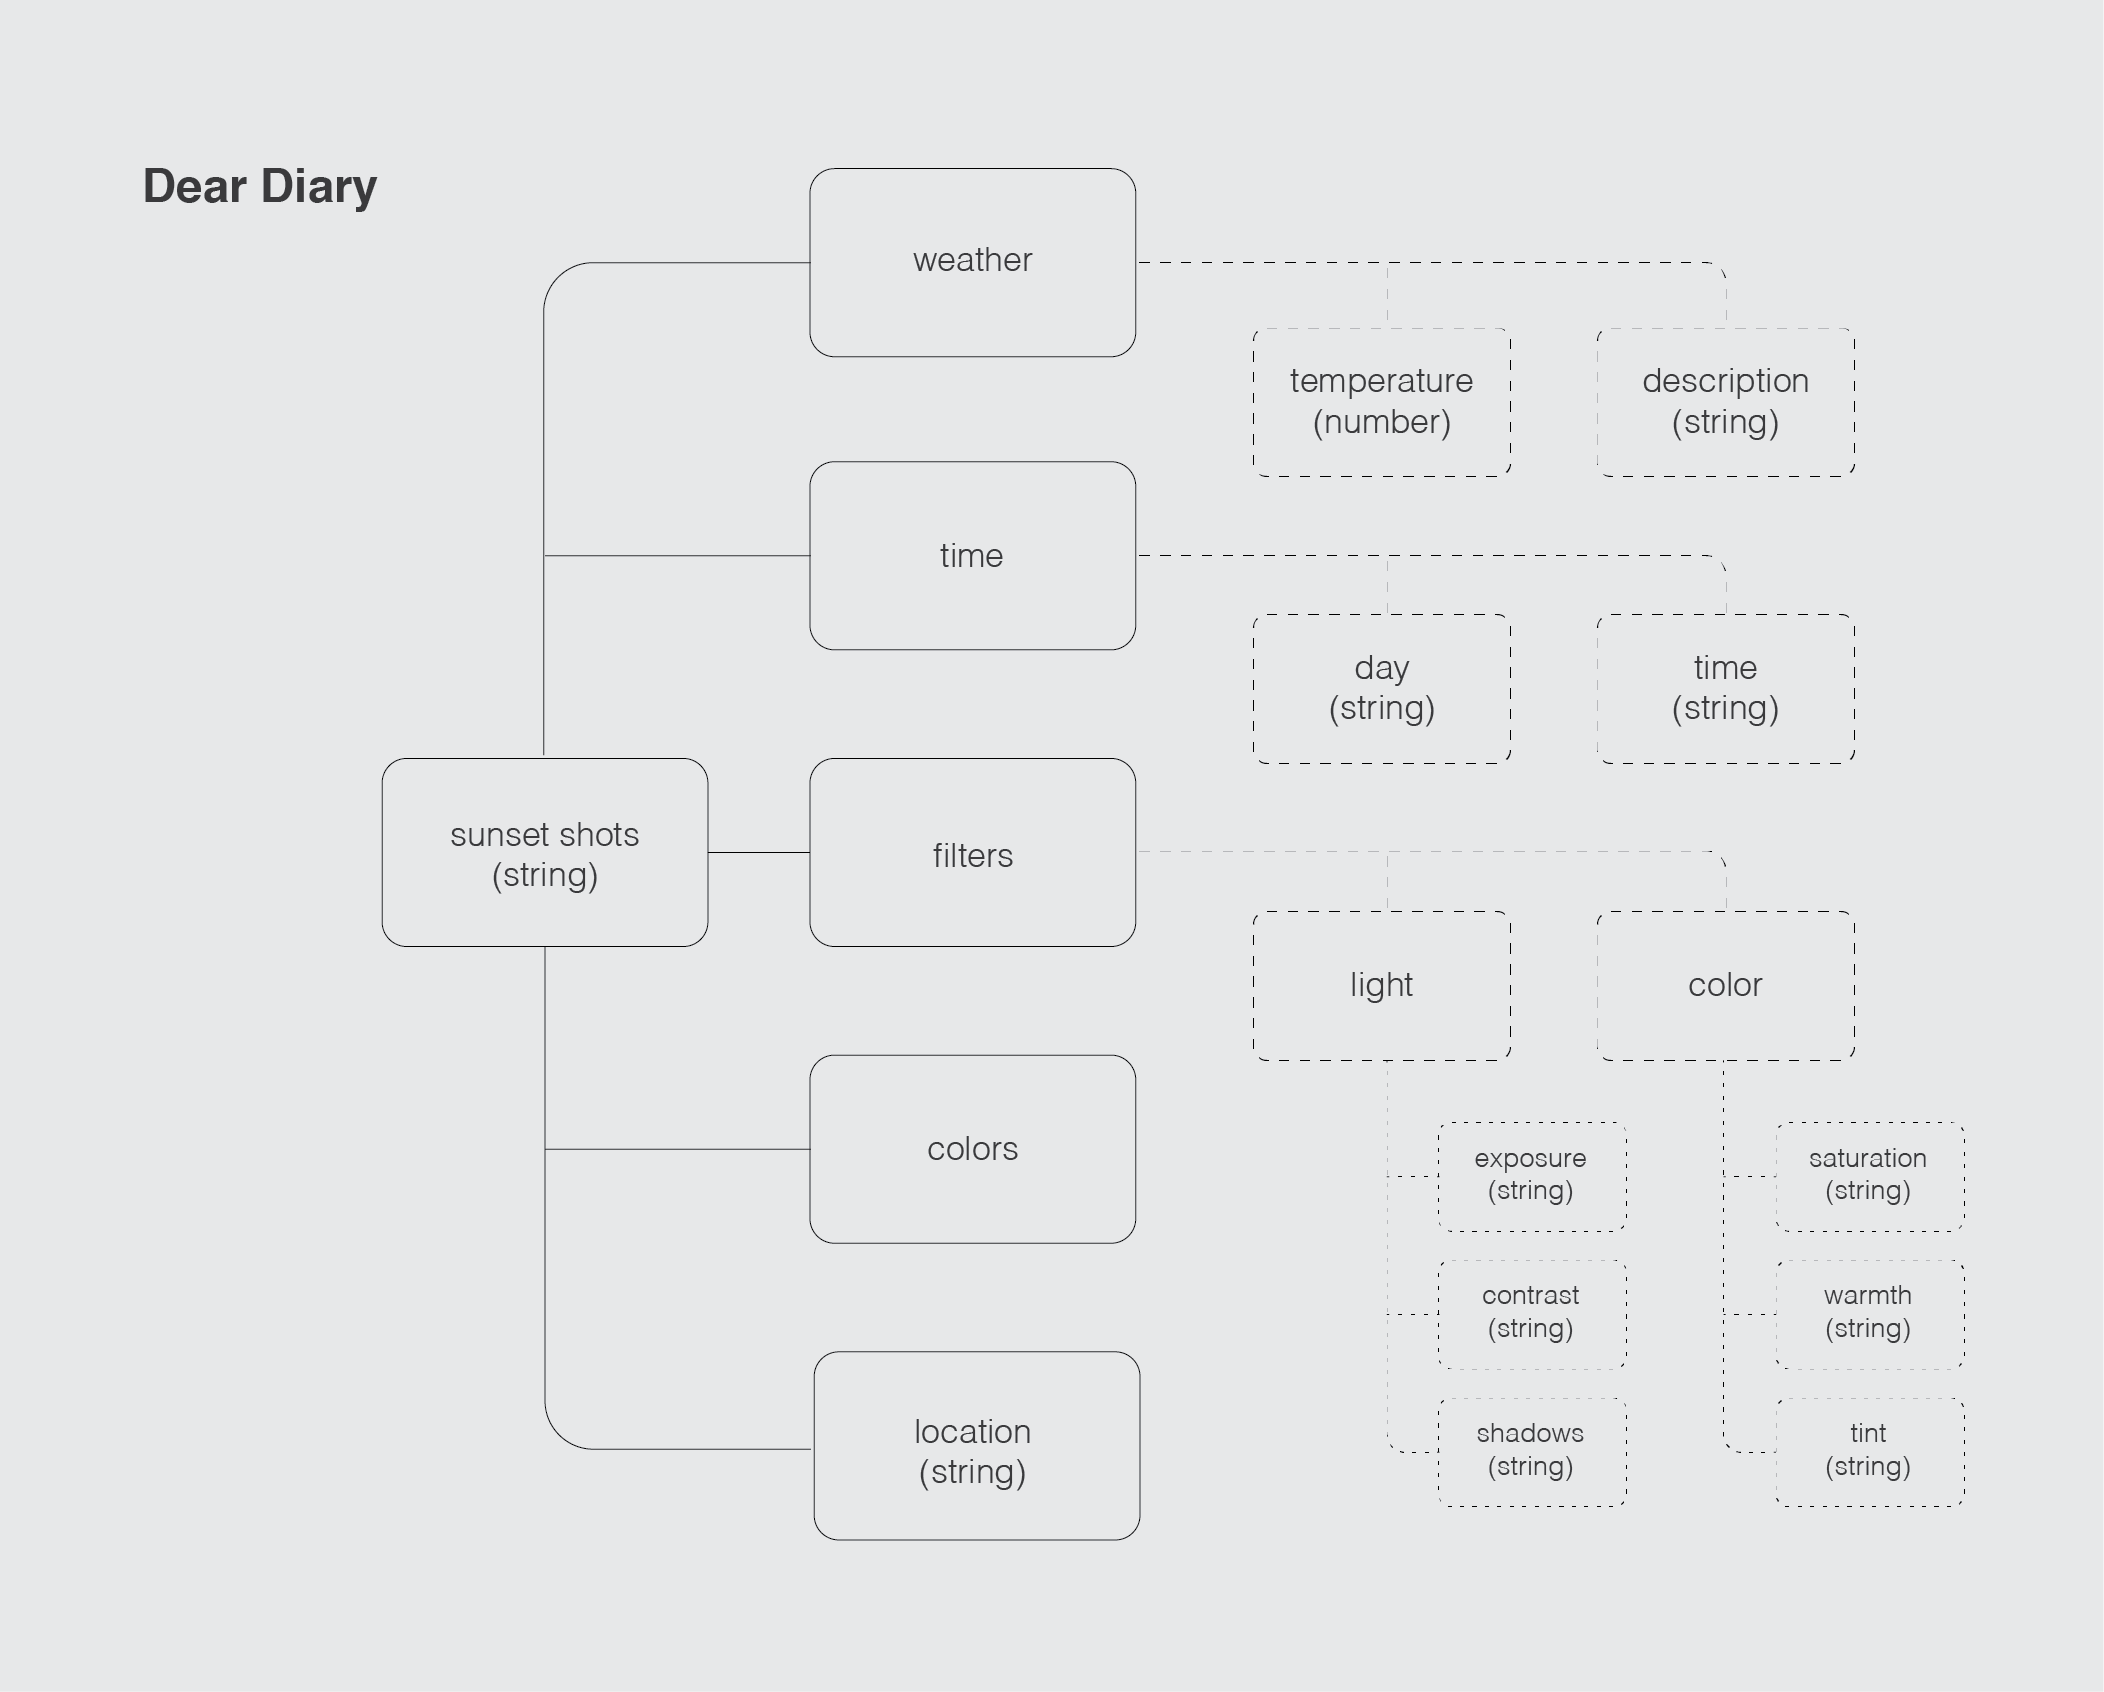 Dear Diary
weather
temperature
(number)
description
(string)
time
day
(string)
time
(string)
sunset shots
(string)
filters
light
color
exposure
(string)
saturation
(string)
contrast
(string)
warmth
(string)
shadows
(string)
tint
(string)
colors
location
(string)